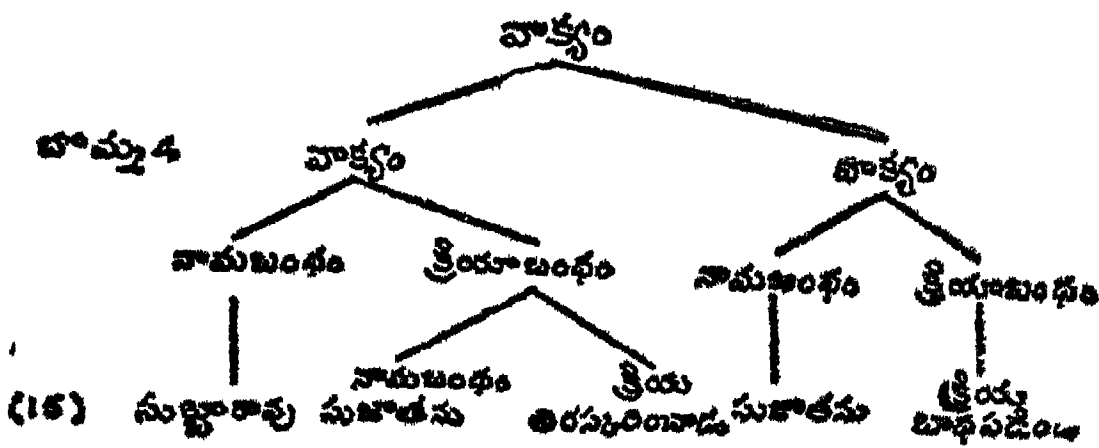 వాక్యం
బొమ్మ 4 వాక్యం వాక్యం
నామబంధం క్రియాబంధం నామబంధం క్రియాబంధం
నామబంధం క్రియ క్రియ
(15) సుబ్బారావు సుజాతను తిరస్కరించాడు సుజాతను బాధపడింది